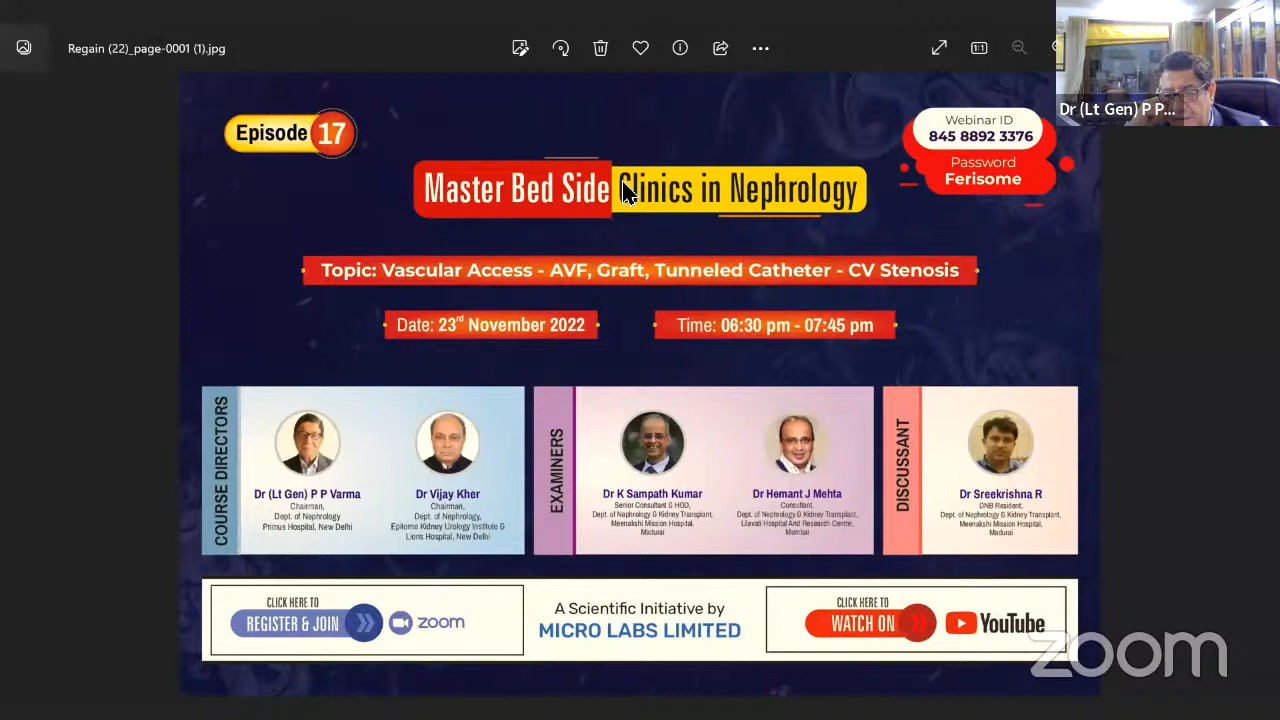 Regain (22)_page-0001 (1).jpg
Dr (Lt Gen) P P...
Episode 17
Webinar ID
845 8892 3376
Password
Ferisome
Master Bed Side Clinics in Nephrology
Topic: Vascular Access - AVF, Graft, Tunneled Catheter - CV Stenosis
Date: 23rd November 2022
Time: 06:30 pm - 07:45 pm
COURSE DIRECTORS
Dr (Lt Gen) P P Varma
Chairman,
Dept. of Nephrology
Primus Hospital, New Delhi
Dr Vijay Kher
Chairman,
Dept. of Nephrology,
Epitome Kidney Urology Institute &
Lions Hospital, New Delhi
EXAMINERS
Dr K Sampath Kumar
Senior Consultant & HOD,
Dept. of Nephrology & Kidney Transplant,
Meenakshi Mission Hospital,
Madurai
Dr Hemant J Mehta
Consultant,
Dept. of Nephrology & Kidney Transplant,
Lilavati Hospital And Research Centre,
Mumbai
DISCUSSANT
Dr Sreekrishna R
DNB Resident,
Dept. of Nephrology & Kidney Transplant,
Meenakshi Mission Hospital,
Madurai
CLICK HERE TO
REGISTER & JOIN
zoom
A Scientific Initiative by
MICRO LABS LIMITED
CLICK HERE TO
WATCH ON
YouTube
zoom